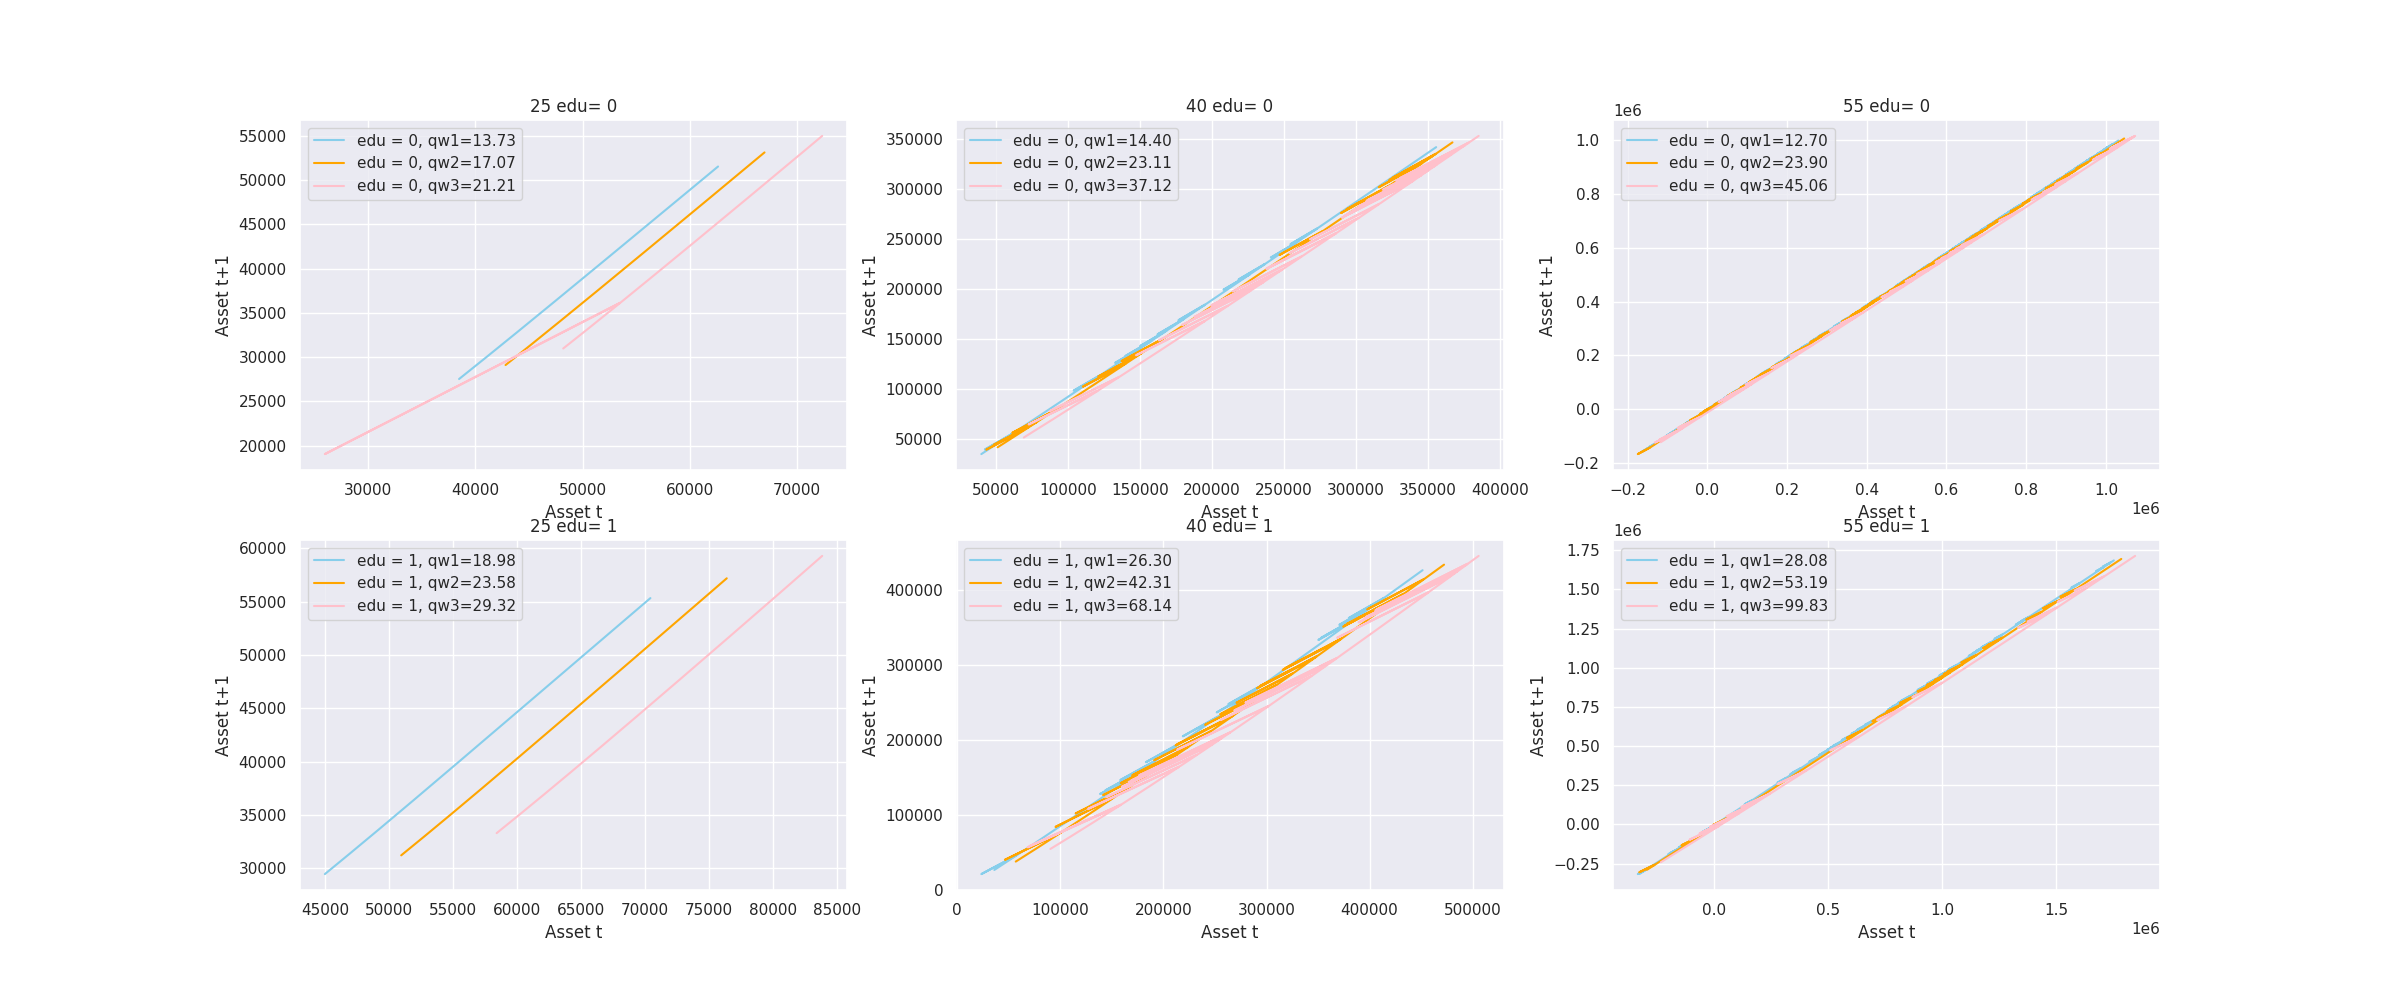 25 edu= 0
edu = 0, qw1=13.73
edu = 0, qw2=17.07
edu = 0, qw3=21.21
55000
50000
45000
40000
35000
30000
25000
20000
Asset t+1
30000 40000 50000 60000 70000
Asset t
40 edu= 0
edu = 0, qw1=14.40
edu = 0, qw2=23.11
edu = 0, qw3=37.12
350000
300000
250000
200000
150000
100000
50000
Asset t+1
50000 100000 150000 200000 250000 300000 350000 400000
Asset t
55 edu= 0
1e6
edu = 0, qw1=12.70
edu = 0, qw2=23.90
edu = 0, qw3=45.06
1.0
0.8
0.6
0.4
0.2
0.0
−0.2
Asset t+1
−0.2 0.0 0.2 0.4 0.6 0.8 1.0
Asset t
1e6
25 edu= 1
edu = 1, qw1=18.98
edu = 1, qw2=23.58
edu = 1, qw3=29.32
60000
55000
50000
45000
40000
35000
30000
Asset t+1
45000 50000 55000 60000 65000 70000 75000 80000 85000
Asset t
40 edu= 1
edu = 1, qw1=26.30
edu = 1, qw2=42.31
edu = 1, qw3=68.14
400000
300000
200000
100000
0
Asset t+1
0 100000 200000 300000 400000 500000
Asset t
55 edu= 1
1e6
edu = 1, qw1=28.08
edu = 1, qw2=53.19
edu = 1, qw3=99.83
1.75
1.50
1.25
1.00
0.75
0.50
0.25
0.00
−0.25
Asset t+1
0.0 0.5 1.0 1.5
Asset t
1e6